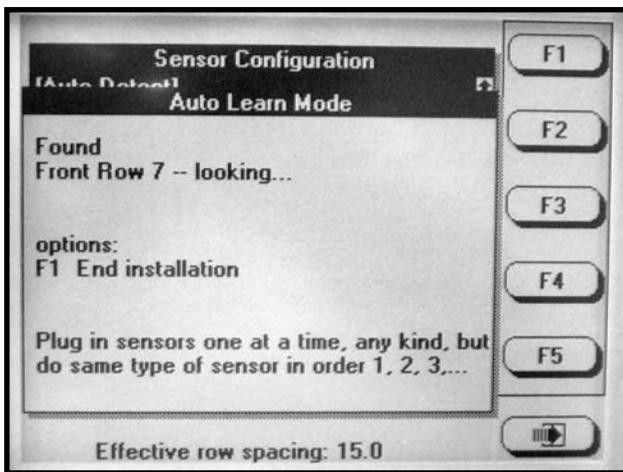 Sensor Configuration
[Auto Detect]
Auto Learn Mode
Found
Front Row 7 -- looking...
options:
F1 End installation
Plug in sensors one at a time, any kind, but
do same type of sensor in order 1, 2, 3,...
Effective row spacing: 15.0
F1
F2
F3
F4
F5